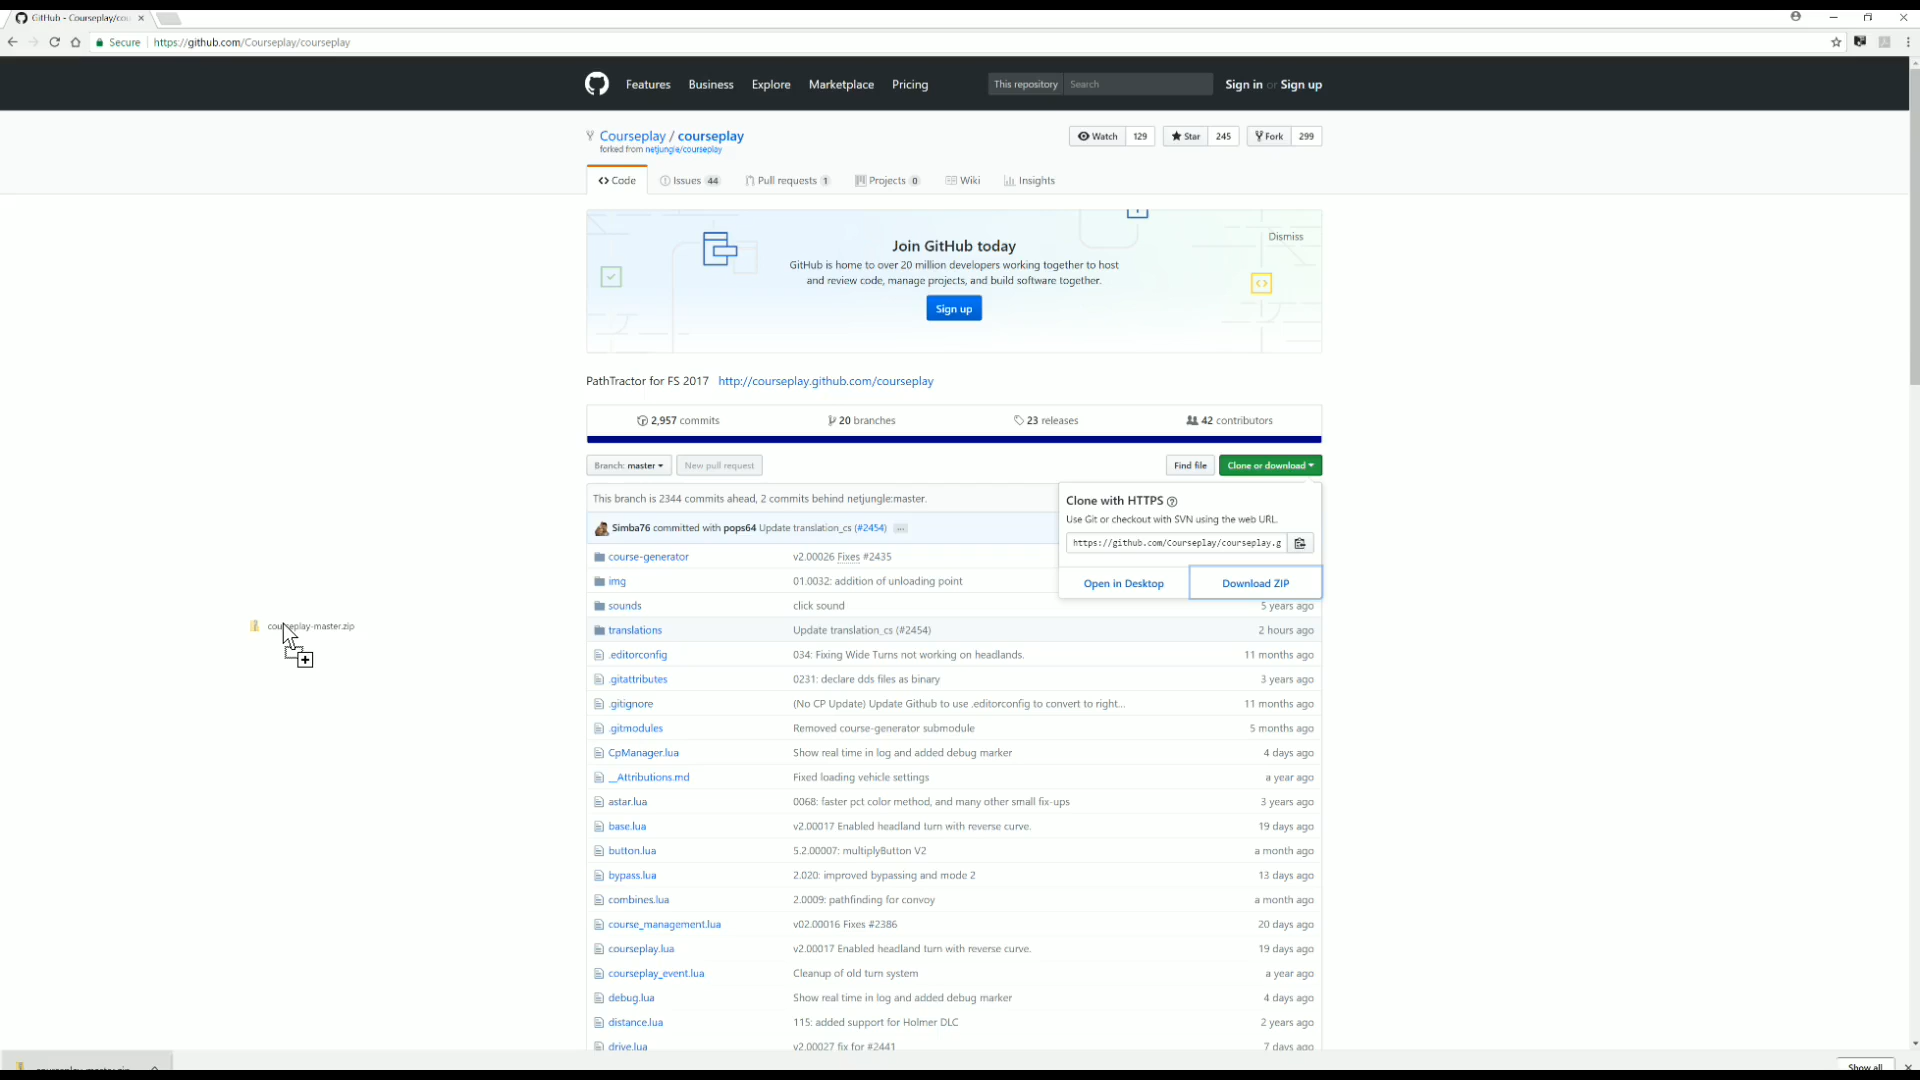 GitHub - Courseplay/cou
Secure https://github.com/Courseplay/courseplay
Features Business Explore Marketplace Pricing This repository Search Sign in or Sign up
Courseplay / courseplay Watch 129 Star 245 Fork 299
forked from netjungle/courseplay
Code Issues 44 Pull requests 1 Projects 0 Wiki Insights
Dismiss
Join GitHub today
GitHub is home to over 20 million developers working together to host
and review code, manage projects, and build software together.
Sign up
PathTractor for FS 2017 http://courseplay.github.com/courseplay
2,957 commits 20 branches 23 releases 42 contributors
Branch: master New pull request Find file Clone or download
This branch is 2344 commits ahead, 2 commits behind netjungle:master.
Clone with HTTPS
Use Git or checkout with SVN using the web URL.
https://github.com/Courseplay/courseplay.g
Open in Desktop Download ZIP
Simba76 committed with pops64 Update translation_cs (#2454) ...
course-generator v2.00026 Fixes #2435
img 01.0032: addition of unloading point
sounds click sound 5 years ago
courseplay-master.zip
translations Update translation_cs (#2454) 2 hours ago
.editorconfig 034: Fixing Wide Turns not working on headlands. 11 months ago
.gitattributes 0231: declare dds files as binary 3 years ago
.gitignore (No CP Update) Update Github to use .editorconfig to convert to right... 11 months ago
.gitmodules Removed course-generator submodule 5 months ago
CpManager.lua Show real time in log and added debug marker 4 days ago
__Attributions.md Fixed loading vehicle settings a year ago
astar.lua 0068: faster pct color method, and many other small fix-ups 3 years ago
base.lua v2.00017 Enabled headland turn with reverse curve. 19 days ago
button.lua 5.2.00007: multiplyButton V2 a month ago
bypass.lua 2.020: improved bypassing and mode 2 13 days ago
combines.lua 2.0009: pathfinding for convoy a month ago
course_management.lua v02.00016 Fixes #2386 20 days ago
courseplay.lua v2.00017 Enabled headland turn with reverse curve. 19 days ago
courseplay_event.lua Cleanup of old turn system a year ago
debug.lua Show real time in log and added debug marker 4 days ago
distance.lua 115: added support for Holmer DLC 2 years ago
drive.lua v2.00027 fix for #2441 7 days ago
courseplay-master.zip Show all